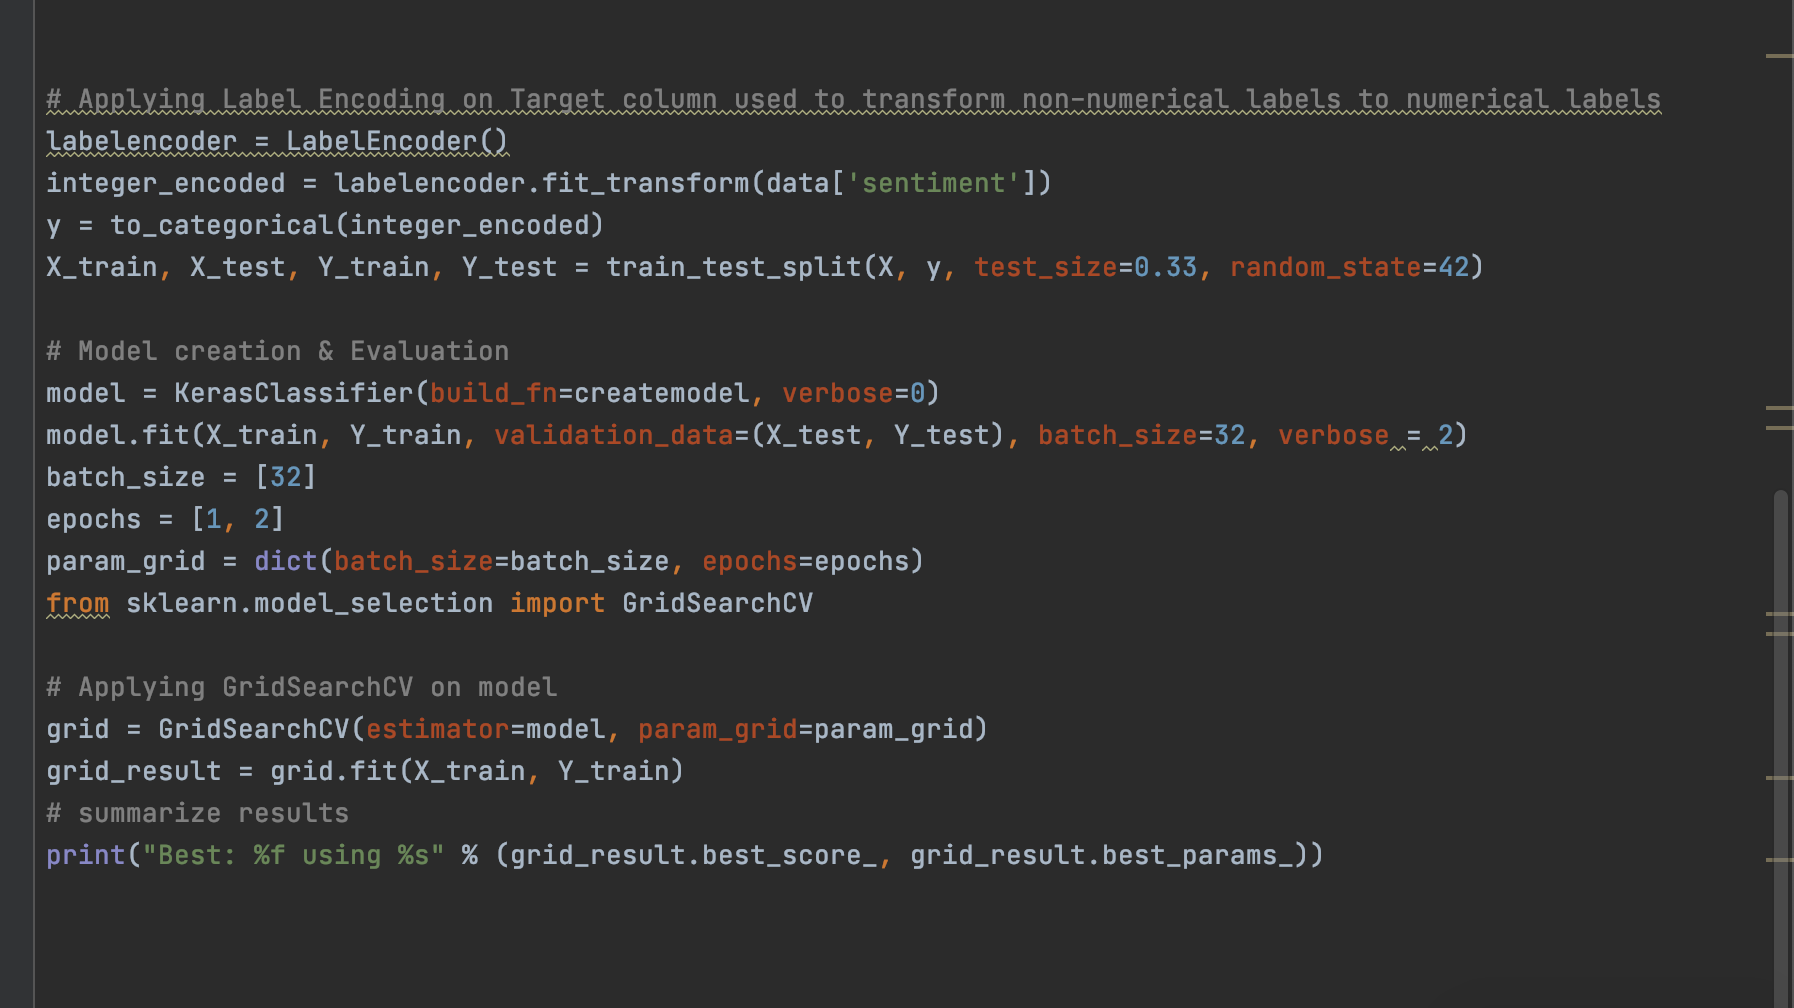 # Applying Label Encoding on Target column used to transform non-numerical labels to numerical labels
labelencoder = LabelEncoder()
integer_encoded = labelencoder.fit_transform(data['sentiment'])
y = to_categorical(integer_encoded)
X_train, X_test, Y_train, Y_test = train_test_split(X, y, test_size=0.33, random_state=42)
# Model creation & Evaluation
model = KerasClassifier(build_fn=createmodel, verbose=0)
model.fit(X_train, Y_train, validation_data=(X_test, Y_test), batch_size=32, verbose = 2)
batch_size = [32]
epochs = [1, 2]
param_grid = dict(batch_size=batch_size, epochs=epochs)
from sklearn.model_selection import GridSearchCV
# Applying GridSearchCV on model
grid = GridSearchCV(estimator=model, param_grid=param_grid)
grid_result = grid.fit(X_train, Y_train)
# summarize results
print("Best: %f using %s" % (grid_result.best_score_, grid_result.best_params_))